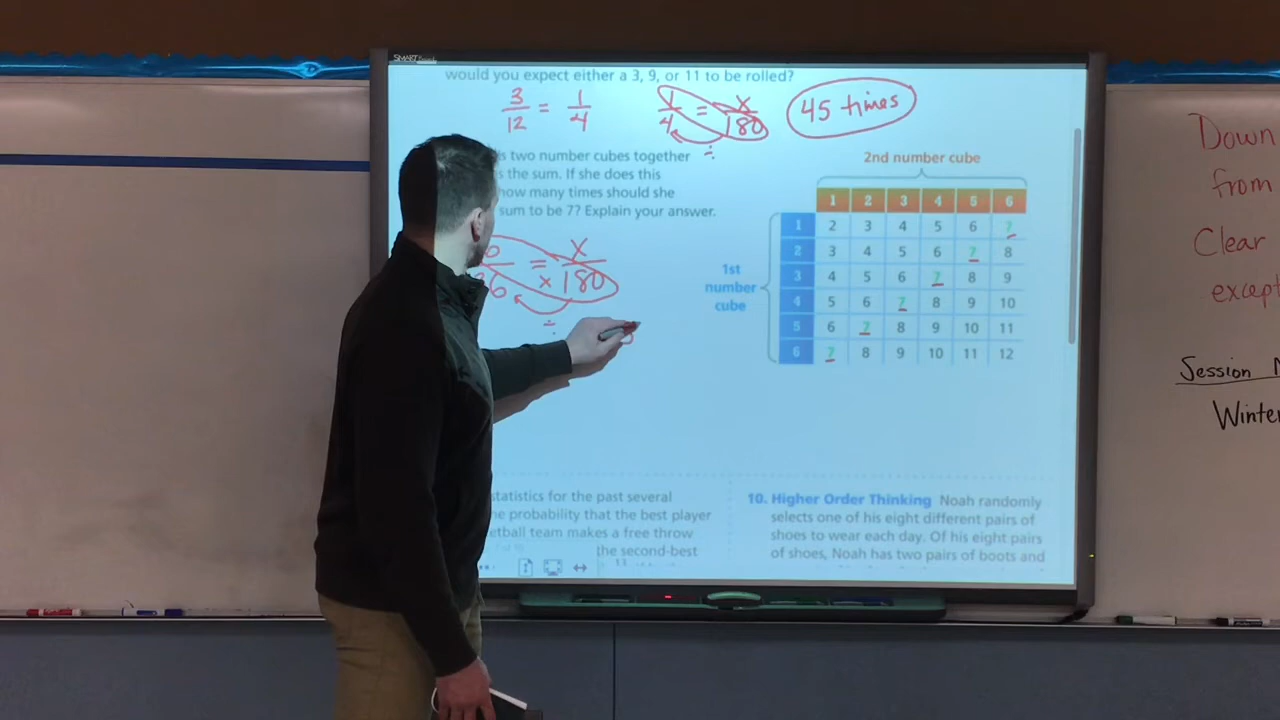 SMART
would you expect either a 3, 9, or 11 to be rolled?
3/12 = 1/4
1/4 = x/180
÷
45 times
two number cubes together
the sum. If she does this
how many times should she
sum to be 7? Explain your answer.
= x/180
×
÷
2nd number cube
1 2 3 4 5 6
1st
number
cube
1 2 3 4 5 6 7
2 3 4 5 6 7 8
3 4 5 6 7 8 9
4 5 6 7 8 9 10
5 6 7 8 9 10 11
6 7 8 9 10 11 12
statistics for the past several
probability that the best player
team makes a free throw
the second-best
13
10. Higher Order Thinking Noah randomly
selects one of his eight different pairs of
shoes to wear each day. Of his eight pairs
of shoes, Noah has two pairs of boots and
Down
from
Clear
except
Session
Winter